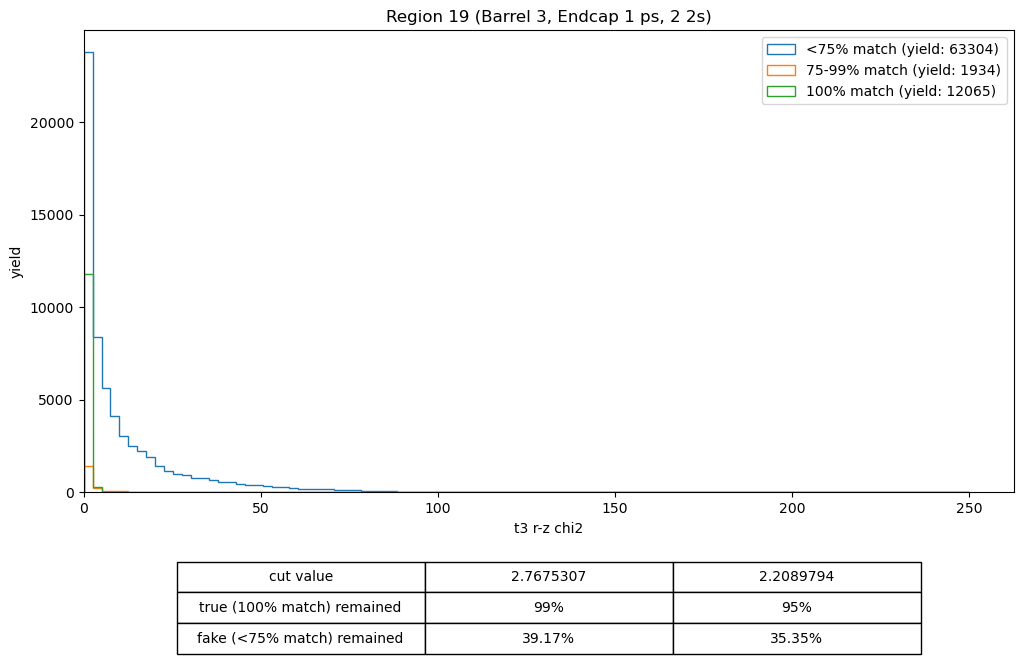 Region 19 (Barrel 3, Endcap 1 ps, 2 2s)
<75% match (yield: 63304)
75-99% match (yield: 1934)
100% match (yield: 12065)
yield
20000
15000
10000
5000
0
0 50 100 150 200 250
t3 r-z chi2
cut value 2.7675307 2.2089794
true (100% match) remained 99% 95%
fake (<75% match) remained 39.17% 35.35%